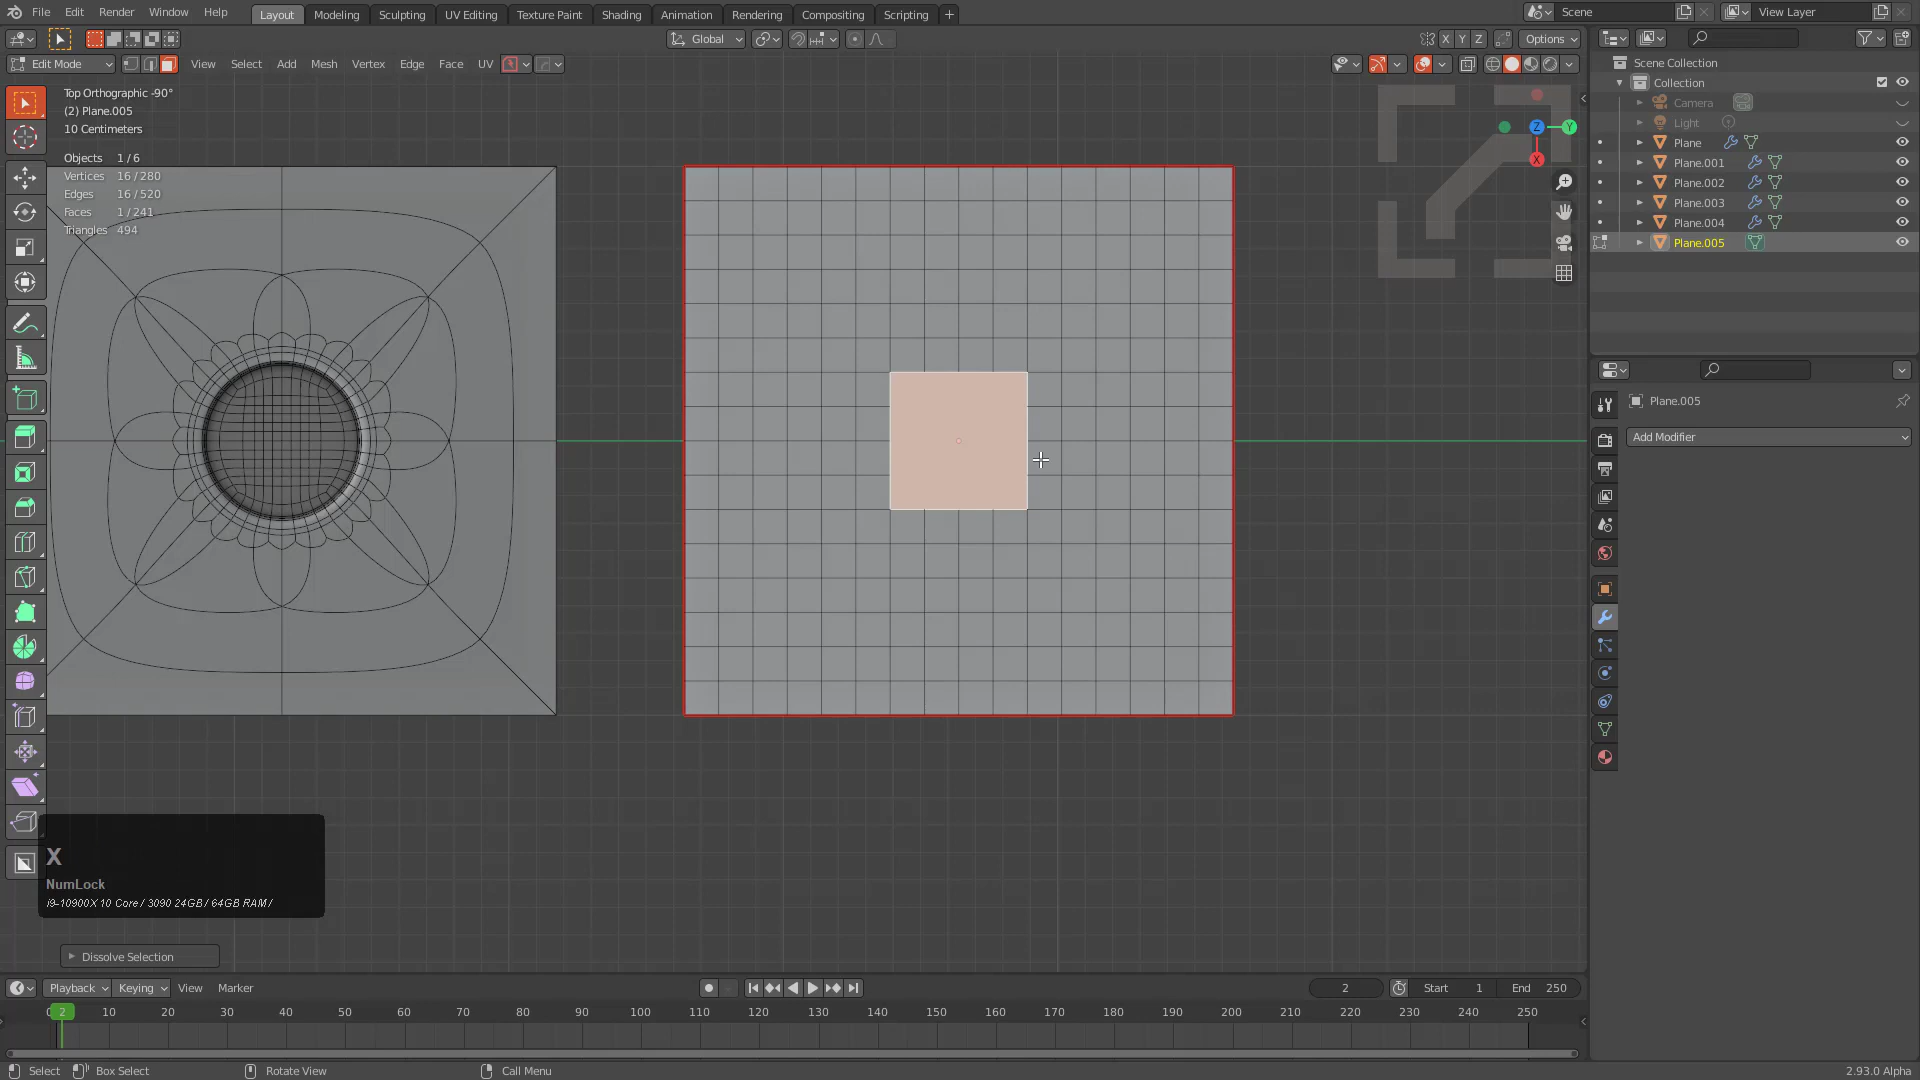 File Edit Render Window Help Layout Modeling Sculpting UV Editing Texture Paint Shading Animation Rendering Compositing Scripting + Scene View Layer
Global X Y Z Options
Edit Mode View Select Add Mesh Vertex Edge Face UV
Top Orthographic -90°
(2) Plane.005
10 Centimeters
Objects 1 / 6
Vertices 16 / 280
Edges 16 / 520
Faces 1 / 241
Triangles 494
Z Y
X
Scene Collection
Collection
Camera
Light
Plane
Plane.001
Plane.002
Plane.003
Plane.004
Plane.005
Plane.005
Add Modifier
X
NumLock
i9-10900X 10 Core / 3090 24GB / 64GB RAM /
Dissolve Selection
Playback Keying View Marker 2 Start 1 End 250
0 2 10 20 30 40 50 60 70 80 90 100 110 120 130 140 150 160 170 180 190 200 210 220 230 240 250
Select Box Select Rotate View Call Menu 2.93.0 Alpha